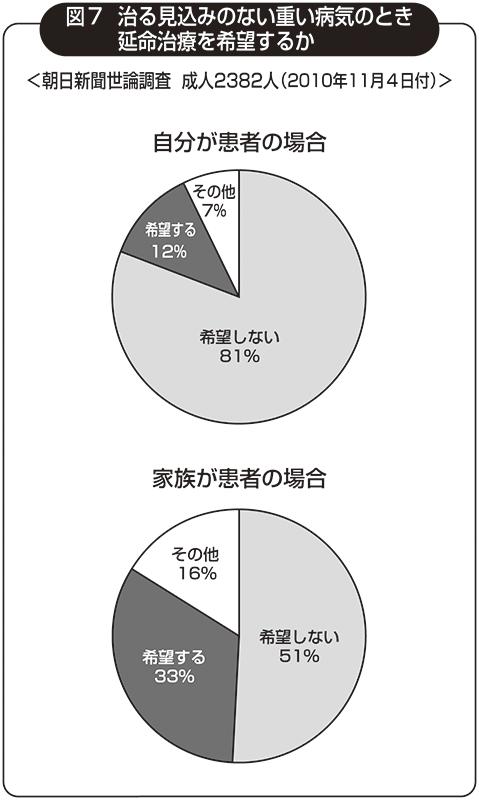 図7 治る見込みのない重い病気のとき
延命治療を希望するか
＜朝日新聞世論調査 成人2382人（2010年11月4日付）＞
自分が患者の場合
その他
7%
希望する
12%
希望しない
81%
家族が患者の場合
その他
16%
希望しない
51%
希望する
33%